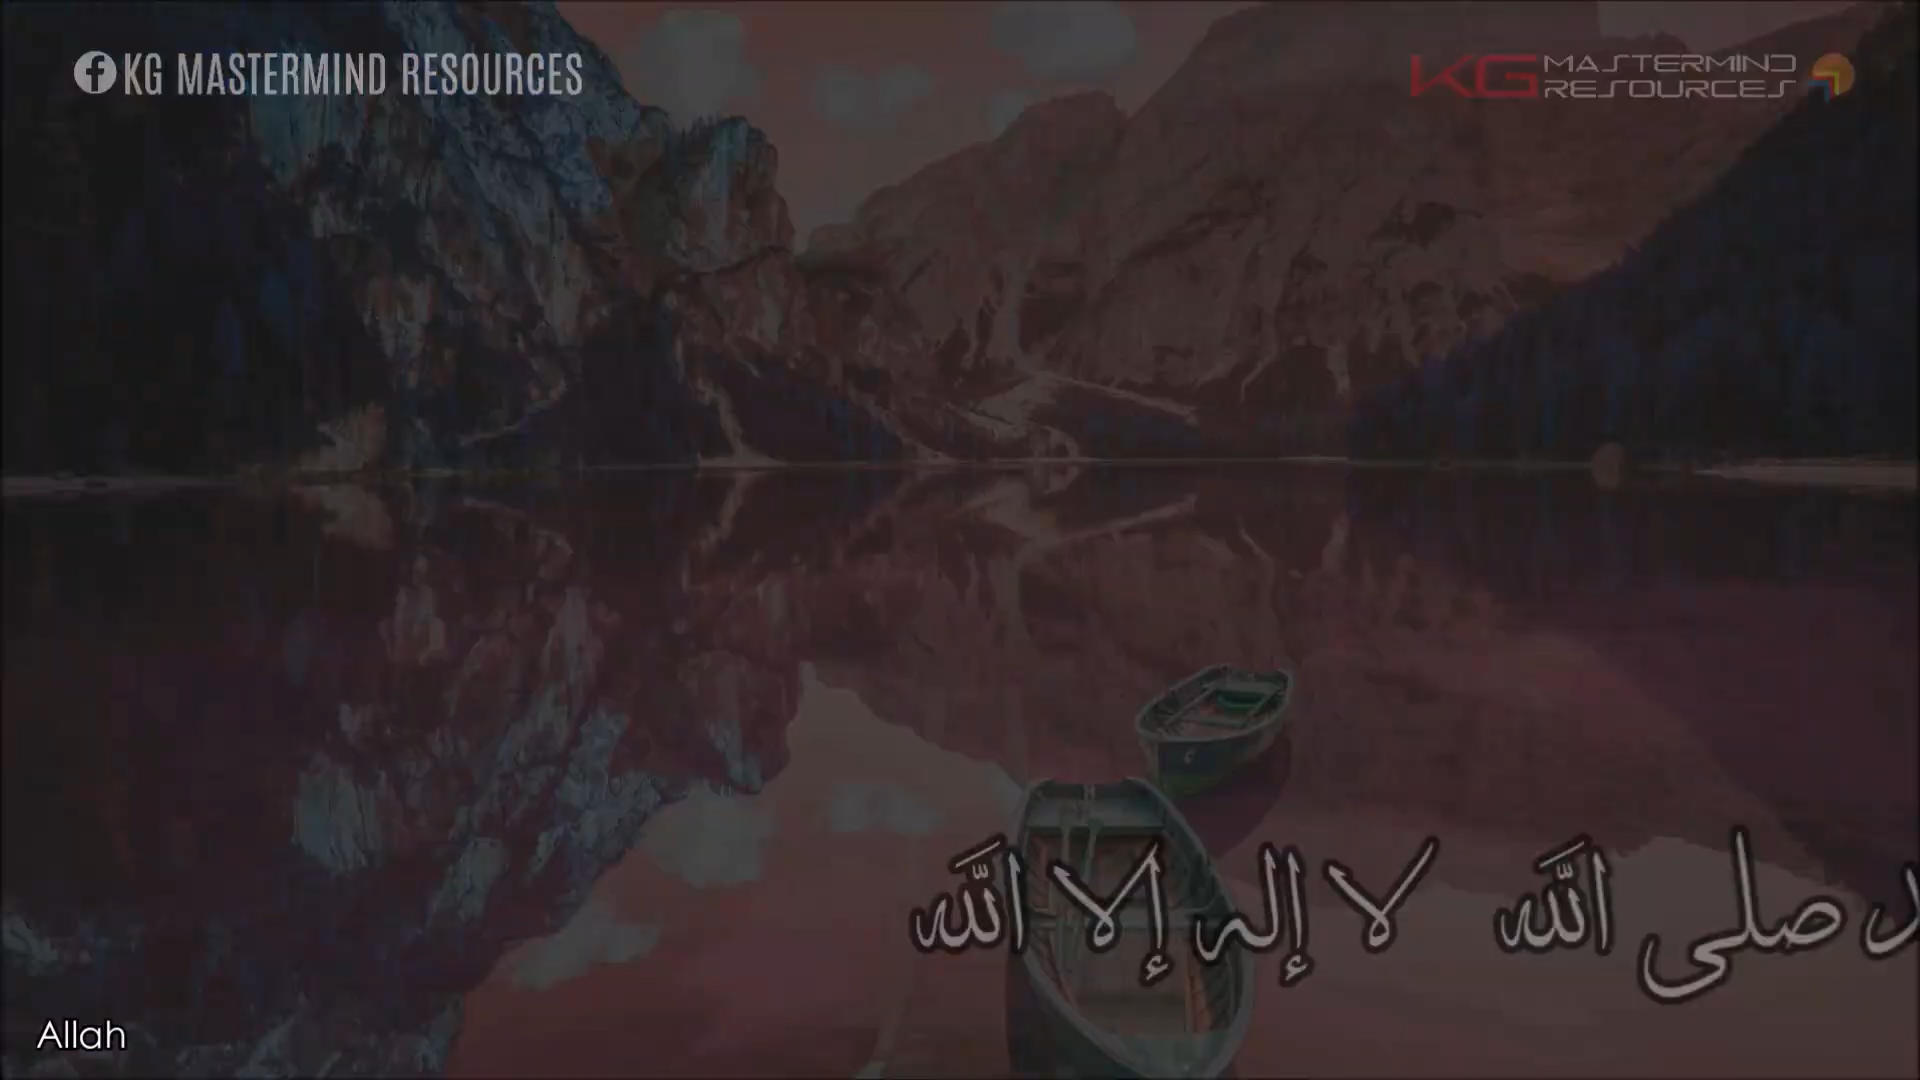 KG MASTERMIND RESOURCES
KG MASTERMIND RESOURCES
صلى الله لا إله إلا الله
Allah